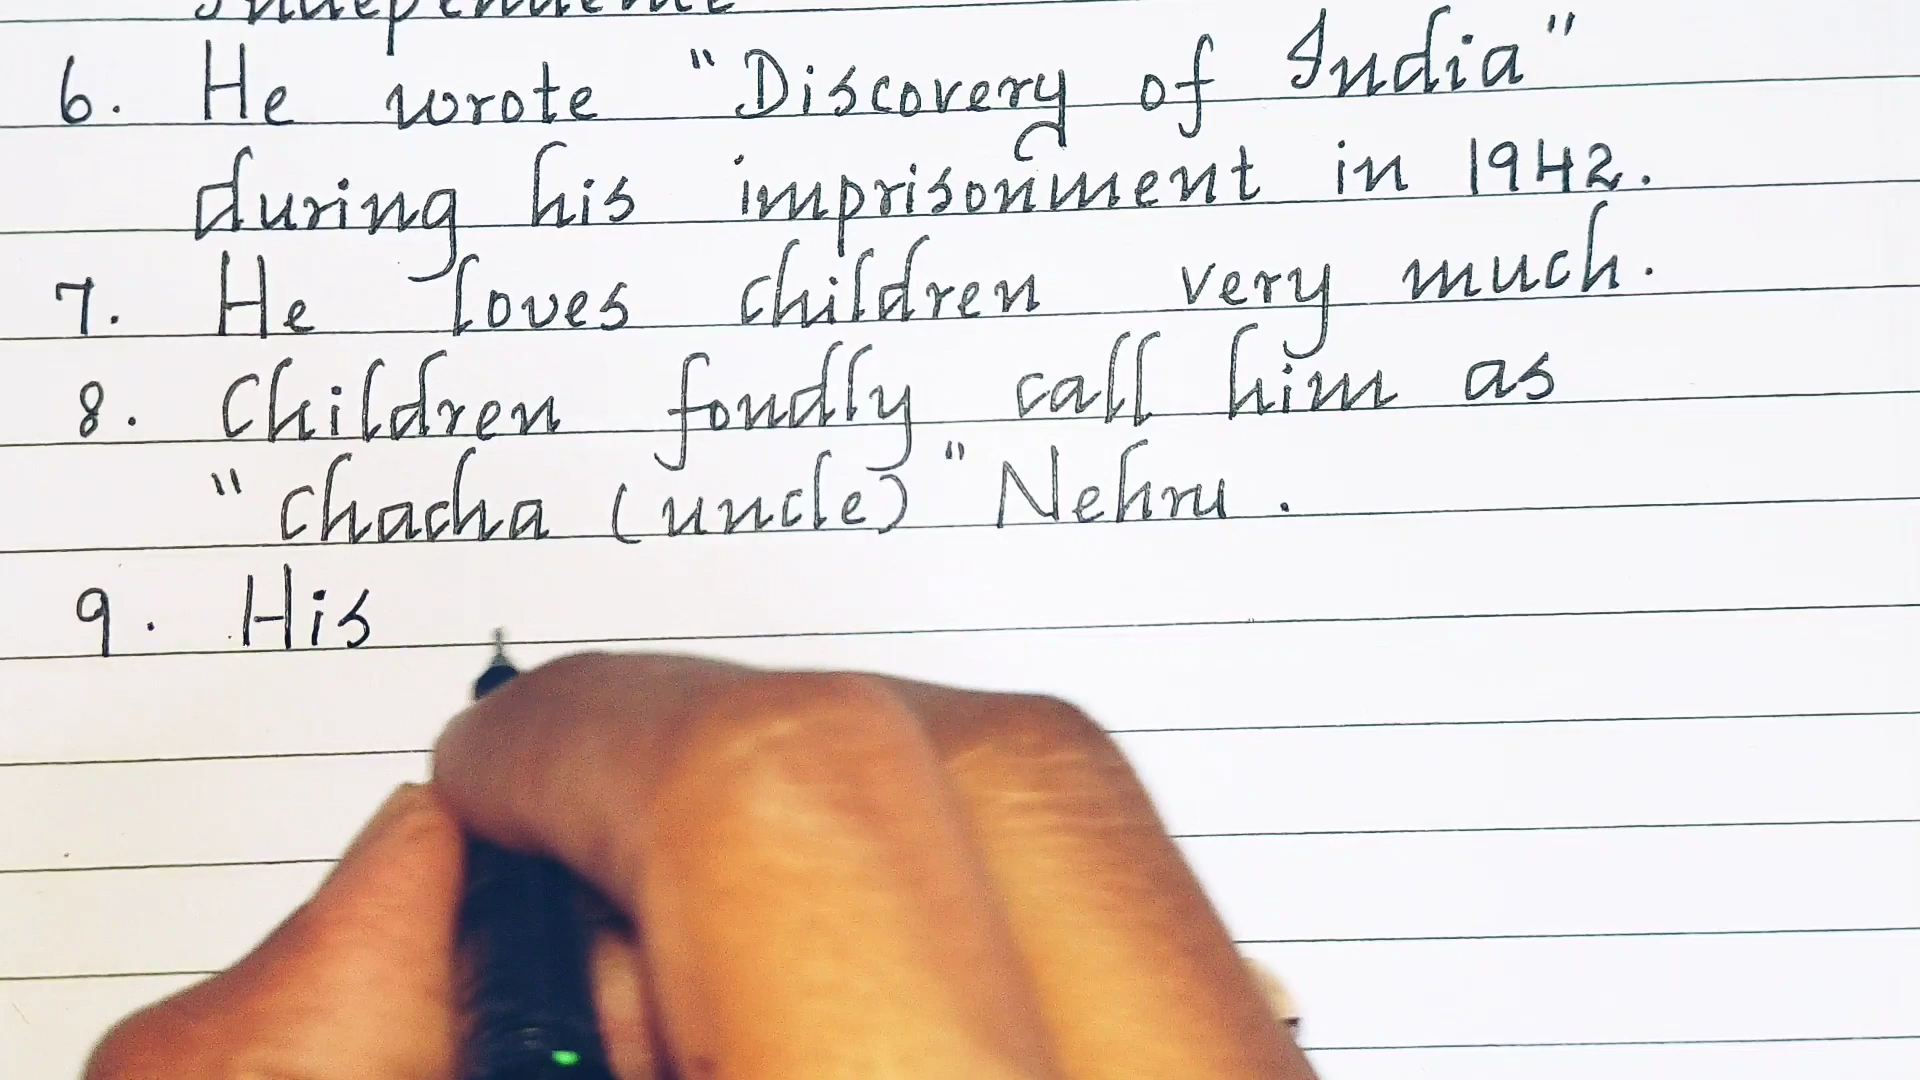 Independence
6. He wrote "Discovery of India"
during his imprisonment in 1942.
7. He loves children very much.
8. Children fondly call him as
"chacha (uncle)" Nehru.
9. His